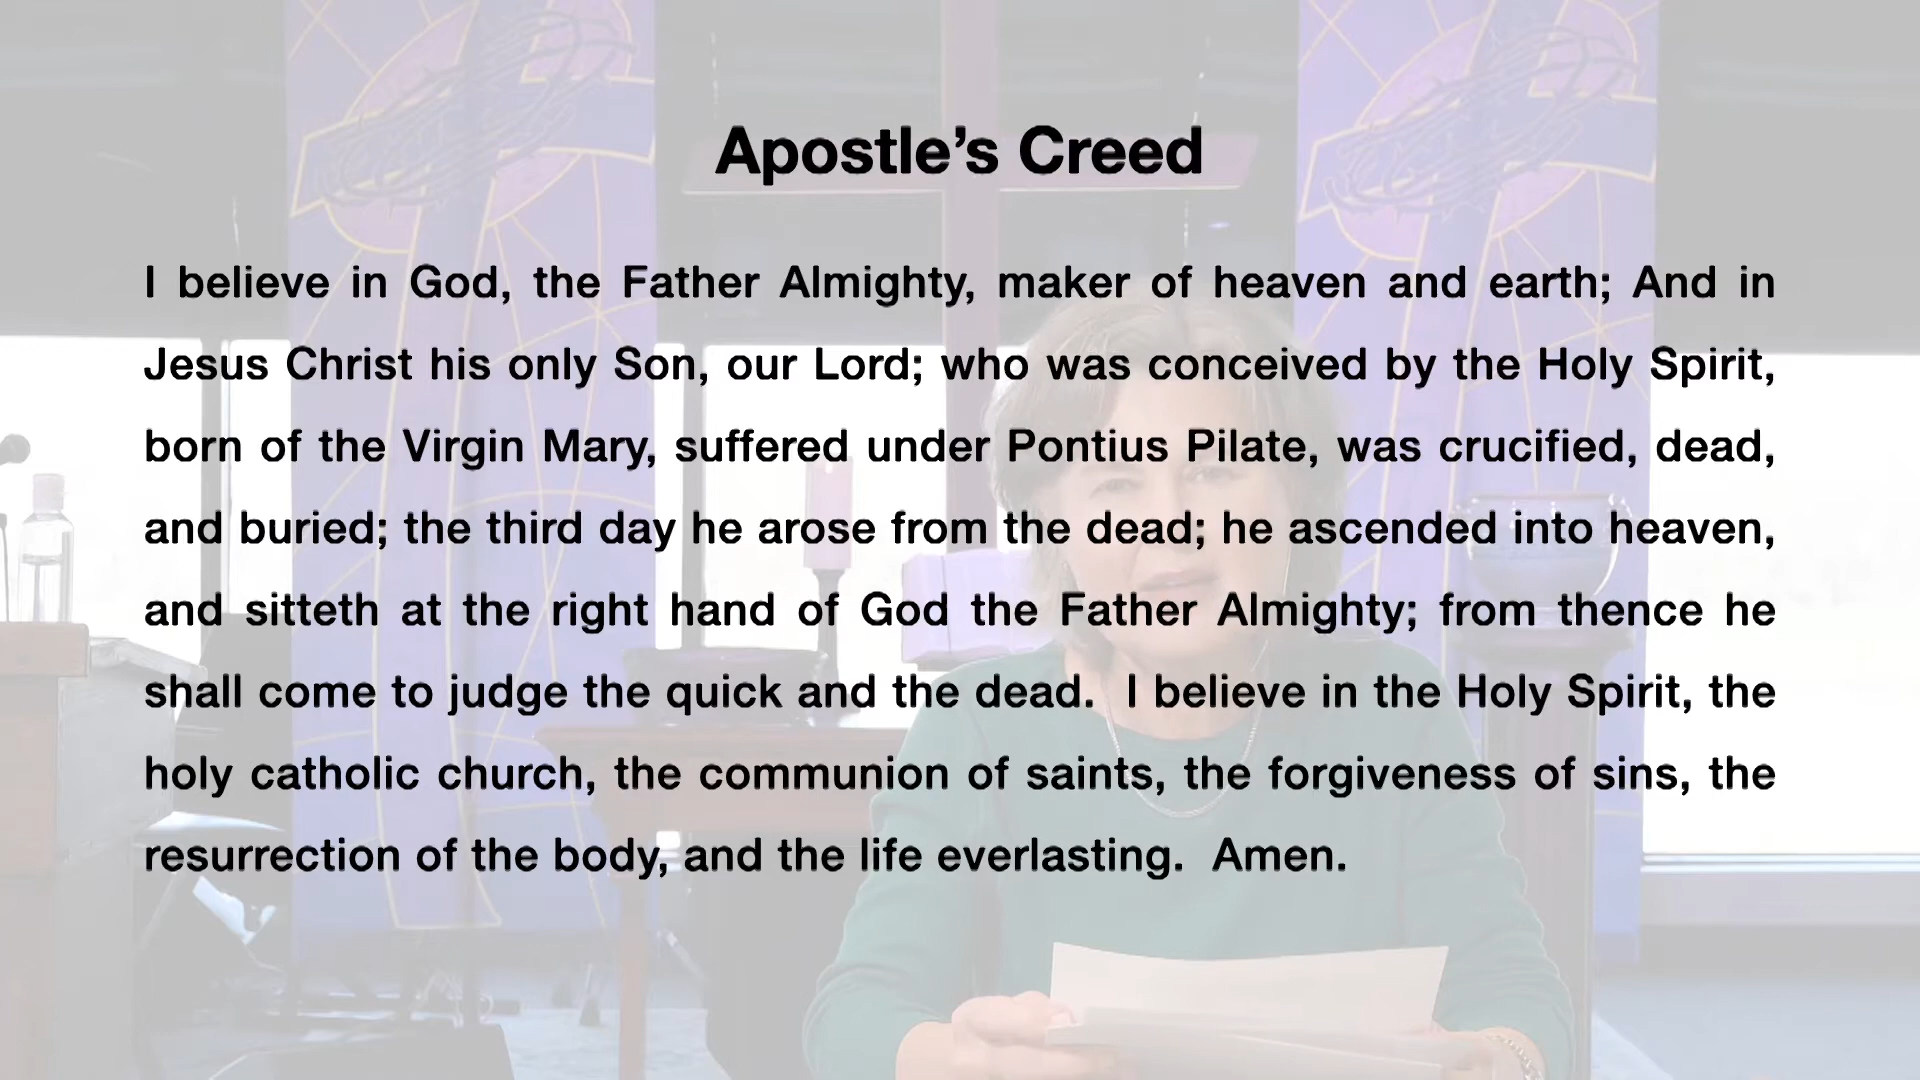 Apostle’s Creed
I believe in God, the Father Almighty, maker of heaven and earth; And in
Jesus Christ his only Son, our Lord; who was conceived by the Holy Spirit,
born of the Virgin Mary, suffered under Pontius Pilate, was crucified, dead,
and buried; the third day he arose from the dead; he ascended into heaven,
and sitteth at the right hand of God the Father Almighty; from thence he
shall come to judge the quick and the dead.  I believe in the Holy Spirit, the
holy catholic church, the communion of saints, the forgiveness of sins, the
resurrection of the body, and the life everlasting.  Amen.